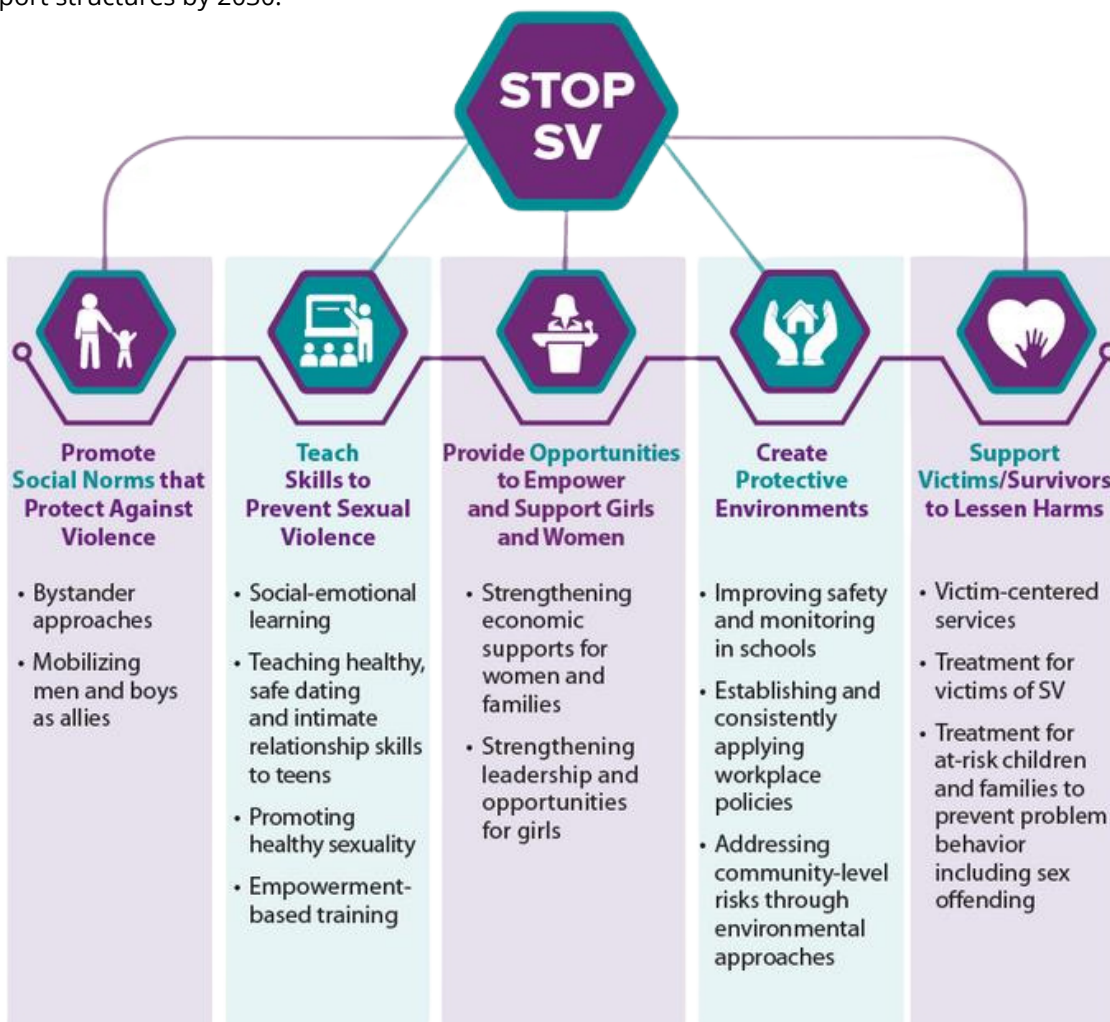 port structures by 2030.
STOP
SV
Promote
Social Norms that
Protect Against
Violence
• Bystander
approaches
• Mobilizing
men and boys
as allies
Teach
Skills to
Prevent Sexual
Violence
• Social-emotional
learning
• Teaching healthy,
safe dating
and intimate
relationship skills
to teens
• Promoting
healthy sexuality
• Empowerment-
based training
Provide Opportunities
to Empower
and Support Girls
and Women
• Strengthening
economic
supports for
women and
families
• Strengthening
leadership and
opportunities
for girls
Create
Protective
Environments
• Improving safety
and monitoring
in schools
• Establishing and
consistently
applying
workplace
policies
• Addressing
community-level
risks through
environmental
approaches
Support
Victims/Survivors
to Lessen Harms
• Victim-centered
services
• Treatment for
victims of SV
• Treatment for
at-risk children
and families to
prevent problem
behavior
including sex
offending